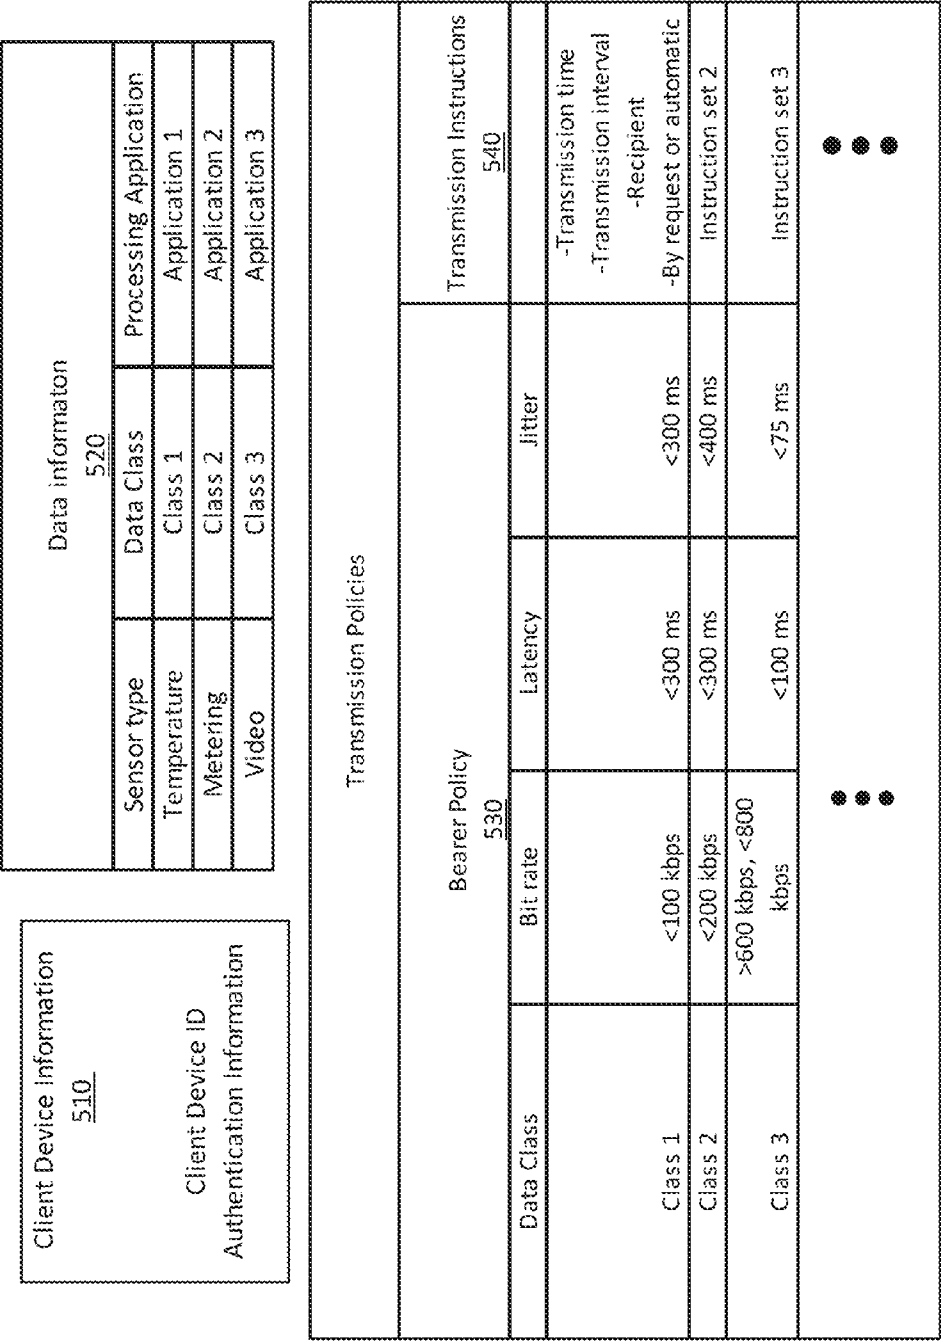 Client Device Information
510
Client Device ID
Authentication Information
Data informaton
520
Sensor type Data Class Processing Application
Temperature Class 1 Application 1
Metering Class 2 Application 2
Video Class 3 Application 3
Transmission Policies
Bearer Policy
530
Transmission Instructions
540
Data Class Bit rate Latency Jitter
-Transmission time
-Transmission interval
-Recipient
Class 1 <100 kbps <300 ms <300 ms -By request or automatic
Class 2 <200 kbps <300 ms <400 ms Instruction set 2
>600 kbps, <800
Class 3 kbps <100 ms <75 ms Instruction set 3